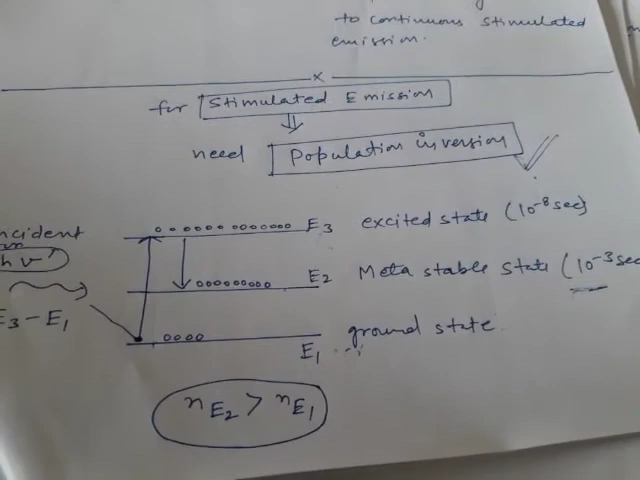 to continuous stimulated
emission.
x
for Stimulated Emission
⇓
need Population inversion
E3 excited state (10⁻⁸ sec)
incident
hν
E2 Meta stable state (10⁻³ sec
E3 – E1
E1 ground state
nE2 > nE1